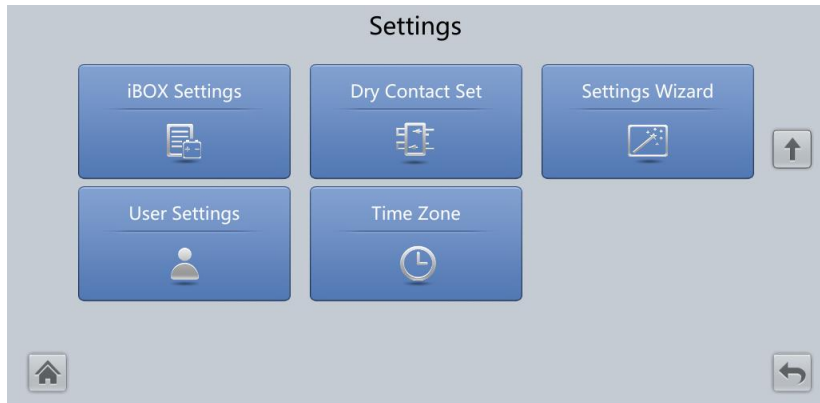 Settings
iBOX Settings
Dry Contact Set
Settings Wizard
User Settings
Time Zone